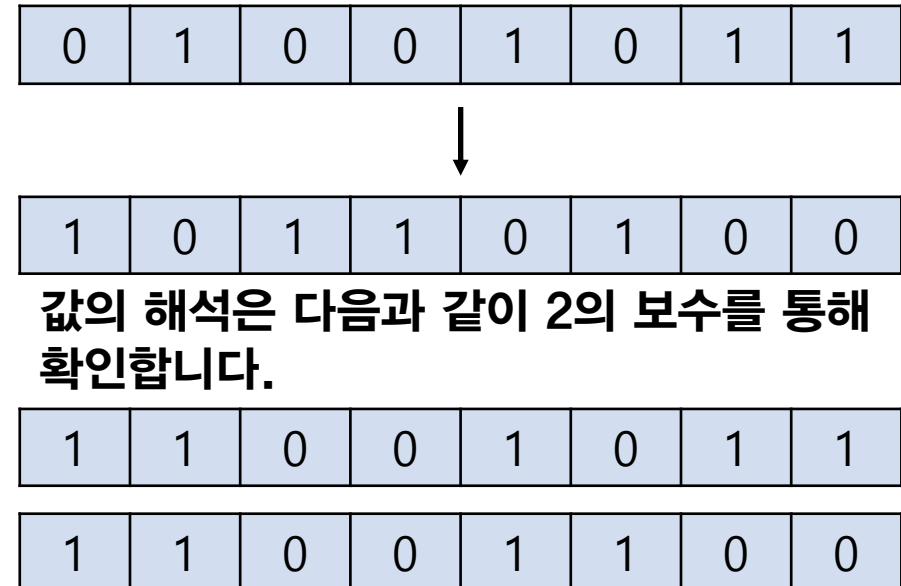 0 1 0 0 1 0 1 1
1 0 1 1 0 1 0 0
값의 해석은 다음과 같이 2의 보수를 통해
확인합니다.
1 1 0 0 1 0 1 1
1 1 0 0 1 1 0 0